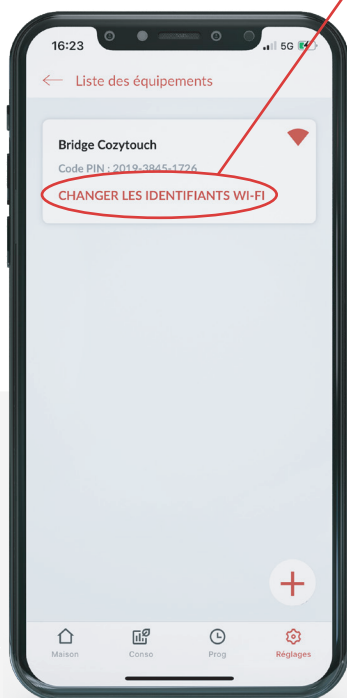 16:23
5G
← Liste des équipements
Bridge Cozytouch
Code PIN : 2019-3845-1726
CHANGER LES IDENTIFIANTS WI-FI
+
Maison Conso Prog Réglages